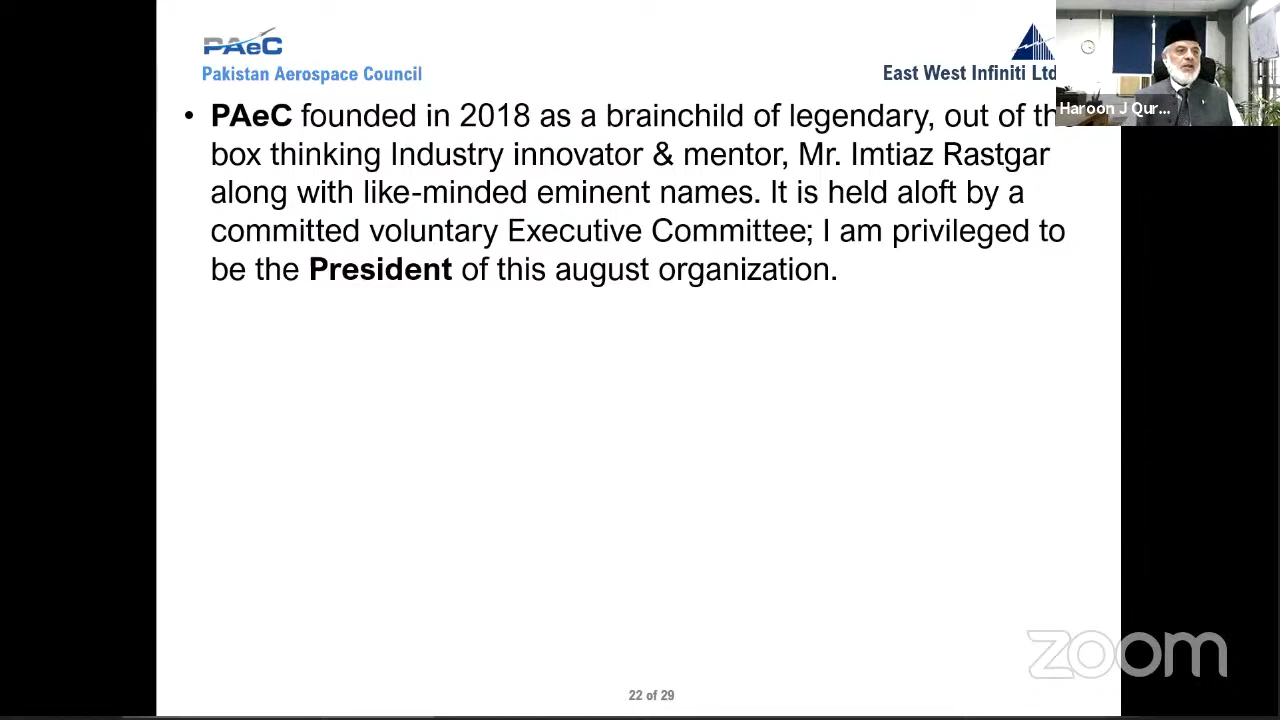 PAeC
Pakistan Aerospace Council
East West Infiniti Ltd
Haroon J Qur...
• PAeC founded in 2018 as a brainchild of legendary, out of th
box thinking Industry innovator & mentor, Mr. Imtiaz Rastgar
along with like-minded eminent names. It is held aloft by a
committed voluntary Executive Committee; I am privileged to
be the President of this august organization.
zoom
22 of 29